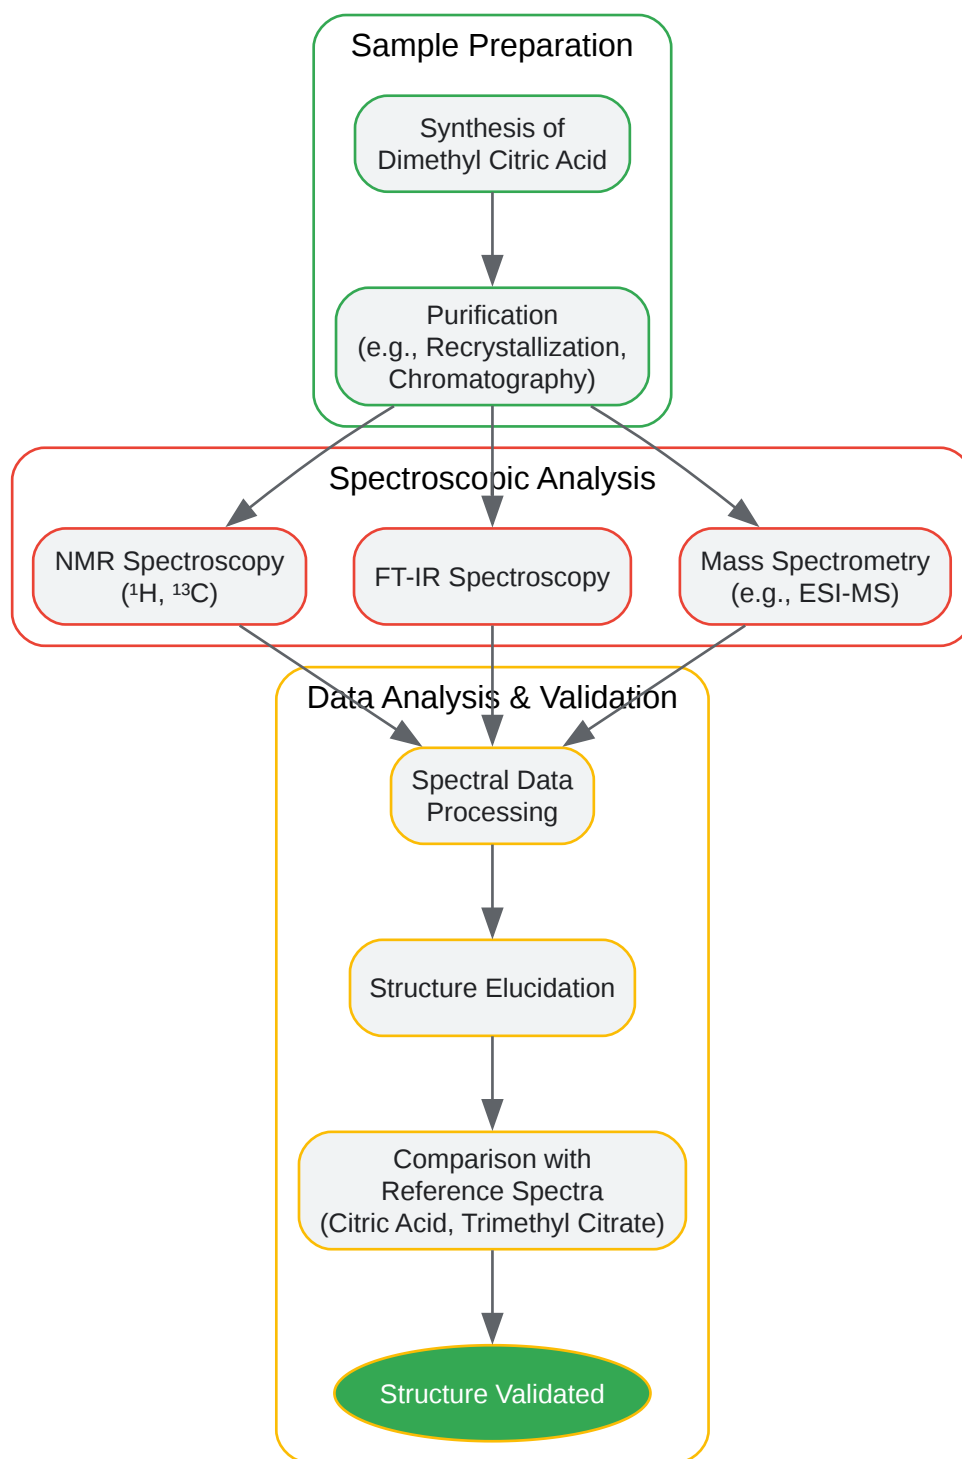 Sample Preparation
Synthesis of
Dimethyl Citric Acid
Purification
(e.g., Recrystallization,
Chromatography)
Spectroscopic Analysis
NMR Spectroscopy
(¹H, ¹³C)
FT-IR Spectroscopy
Mass Spectrometry
(e.g., ESI-MS)
Data Analysis & Validation
Spectral Data
Processing
Structure Elucidation
Comparison with
Reference Spectra
(Citric Acid, Trimethyl Citrate)
Structure Validated